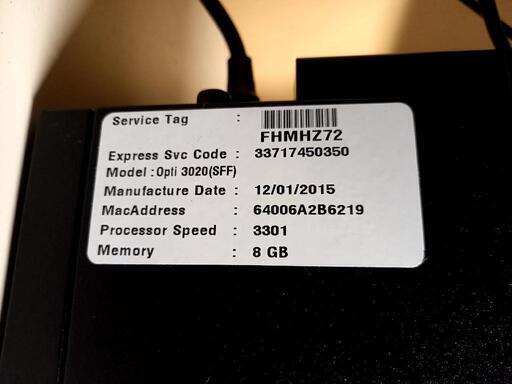 Service Tag :
FHMHZ72
Express Svc Code : 33717450350
Model : Opti 3020(SFF)
Manufacture Date : 12/01/2015
MacAddress : 64006A2B6219
Processor Speed : 3301
Memory : 8 GB